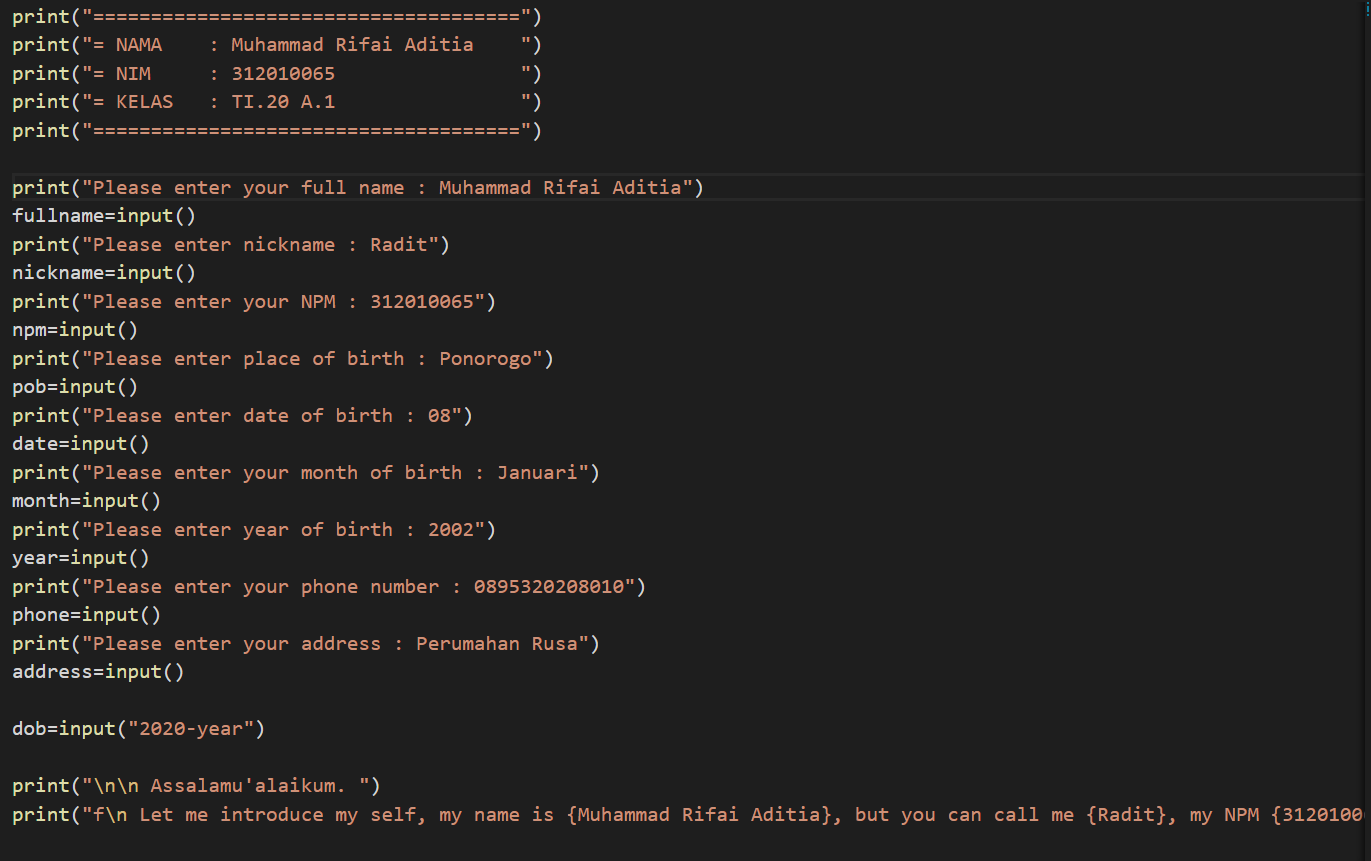 print("=====================================")
print("= NAMA    : Muhammad Rifai Aditia    ")
print("= NIM     : 312010065                ")
print("= KELAS   : TI.20 A.1                ")
print("=====================================")
print("Please enter your full name : Muhammad Rifai Aditia")
fullname=input()
print("Please enter nickname : Radit")
nickname=input()
print("Please enter your NPM : 312010065")
npm=input()
print("Please enter place of birth : Ponorogo")
pob=input()
print("Please enter date of birth : 08")
date=input()
print("Please enter your month of birth : Januari")
month=input()
print("Please enter year of birth : 2002")
year=input()
print("Please enter your phone number : 0895320208010")
phone=input()
print("Please enter your address : Perumahan Rusa")
address=input()
dob=input("2020-year")
print("\n\n Assalamu'alaikum. ")
print("f\n Let me introduce my self, my name is {Muhammad Rifai Aditia}, but you can call me {Radit}, my NPM {3120100